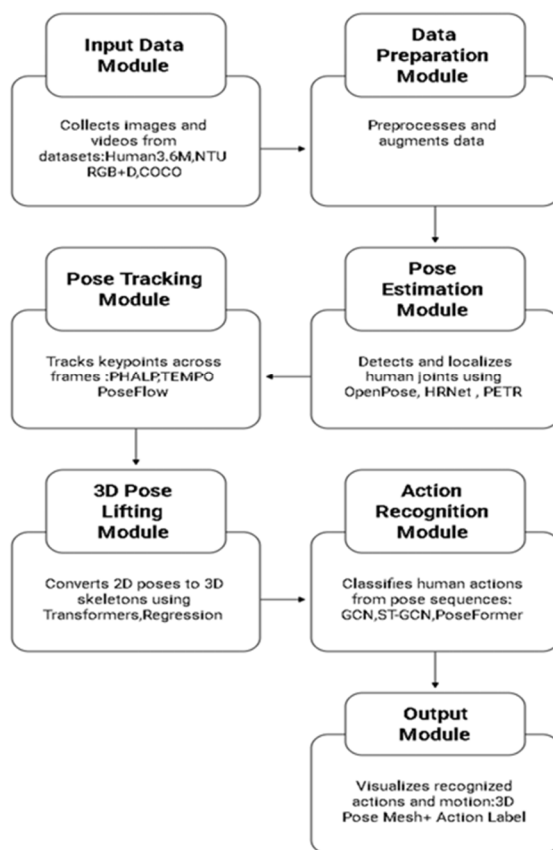 Input Data
Module
Collects images and
videos from
datasets:Human3.6M,NTU
RGB+D,COCO
Data
Preparation
Module
Preprocesses and
augments data
Pose
Estimation
Module
Detects and localizes
human joints using
OpenPose, HRNet , PETR
Pose Tracking
Module
Tracks keypoints across
frames :PHALP,TEMPO
PoseFlow
3D Pose
Lifting
Module
Converts 2D poses to 3D
skeletons using
Transformers,Regression
Action
Recognition
Module
Classifies human actions
from pose sequences:
GCN,ST-GCN,PoseFormer
Output
Module
Visualizes recognized
actions and motion:3D
Pose Mesh+ Action Label